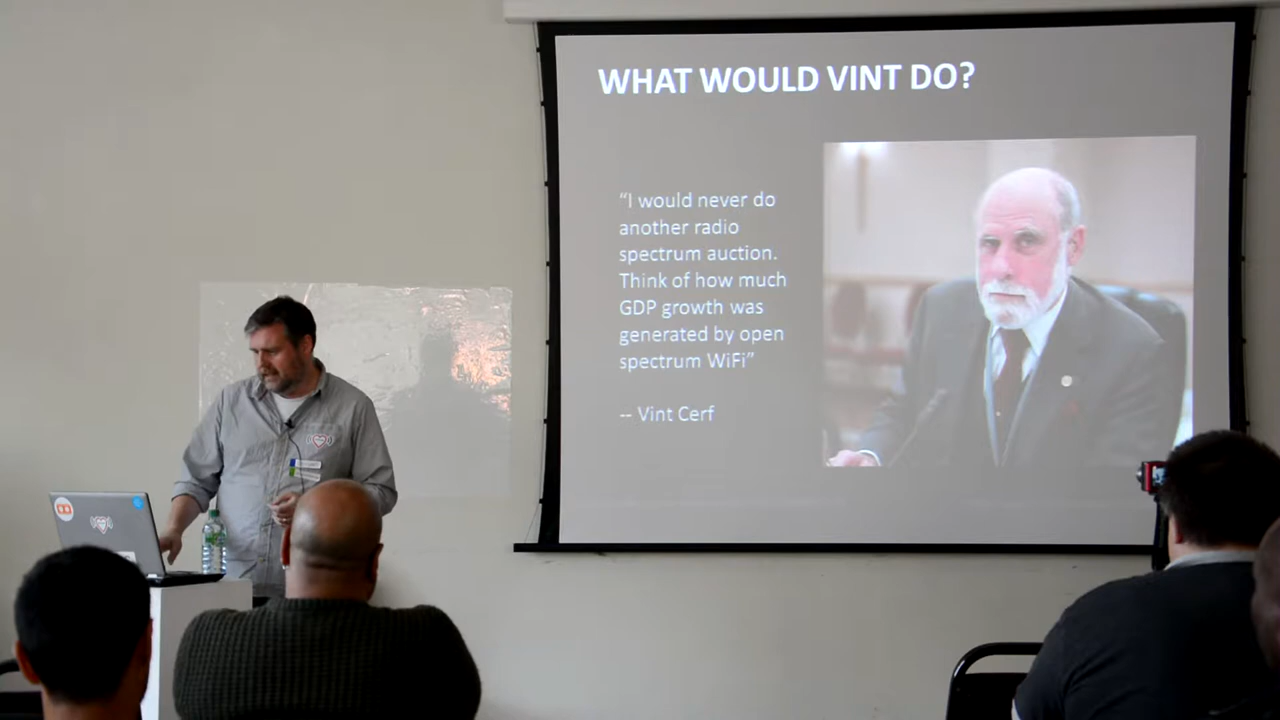 WHAT WOULD VINT DO?
“I would never do
another radio
spectrum auction.
Think of how much
GDP growth was
generated by open
spectrum WiFi”
-- Vint Cerf